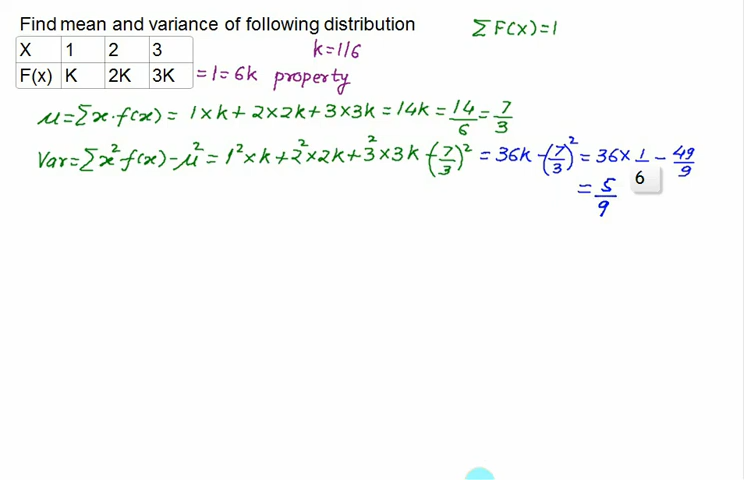 Find mean and variance of following distribution
Σ F(x)=1
X 1 2 3
k=1/6
F(x) K 2K 3K =1=6k property
μ=Σx·f(x)=1×k+2×2k+3×3k=14k=14/6=7/3
Var=Σx²f(x)-μ²=1²×k+2²×2k+3²×3k-(7/3)²=36k-(7/3)²=36×1/6-49/9
=5/9